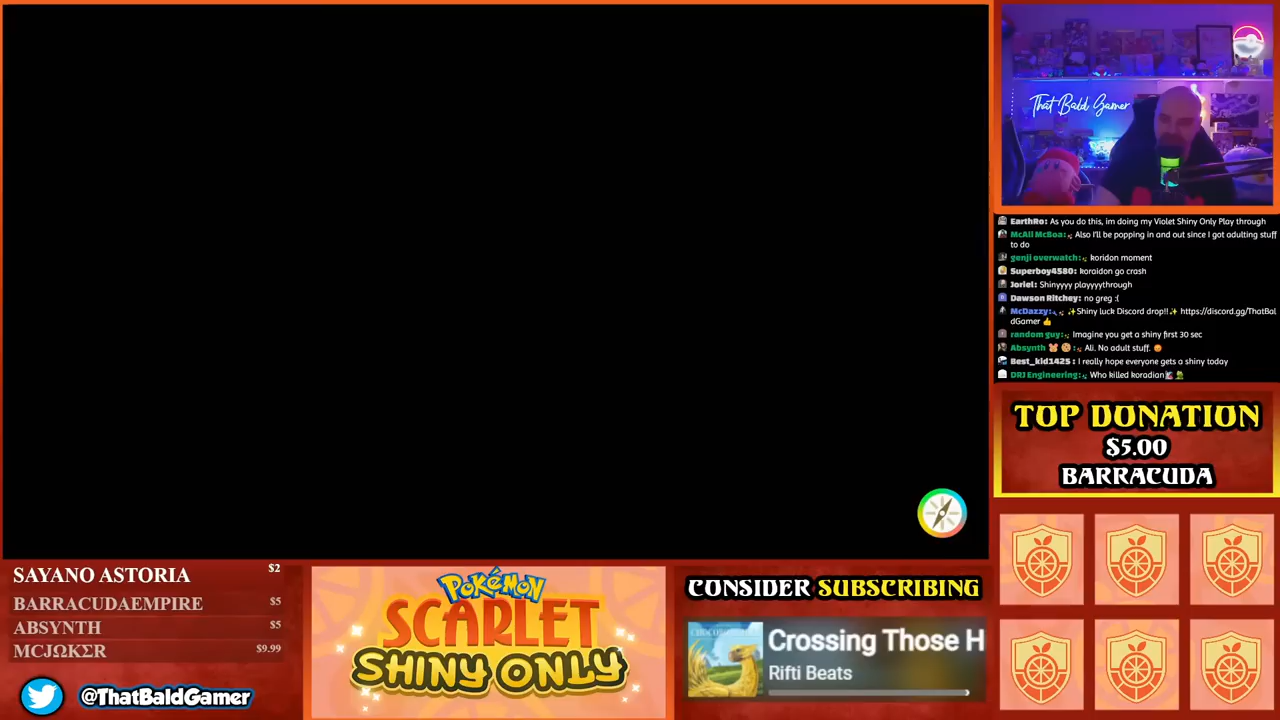 That Bald Gamer
EarthRo: As you do this, im doing my Violet Shiny Only Play through
McAli McBoa: Also I'll be popping in and out since I got adulting stuff
to do
genji overwatch: koridon moment
Superboy4580: koraidon go crash
Joriel: Shinyyyy playyyythrough
Dawson Ritchey: no greg :(
McDazzy: ✨Shiny luck Discord drop!!✨ https://discord.gg/ThatBal
dGamer 👍
random guy: Imagine you get a shiny first 30 sec
Absynth 🐹 🍪: Ali. No adult stuff. 😡
Best_kid1425 : I really hope everyone gets a shiny today
DRJ Engineering: Who killed koradian
TOP DONATION
$5.00
BARRACUDA
SAYANO ASTORIA $2
BARRACUDAEMPIRE $5
ABSYNTH $5
MCJΩKΣR $9.99
@ThatBaldGamer
POKéMON
SCARLET
SHINY ONLY
CONSIDER SUBSCRIBING
Crossing Those H
Rifti Beats